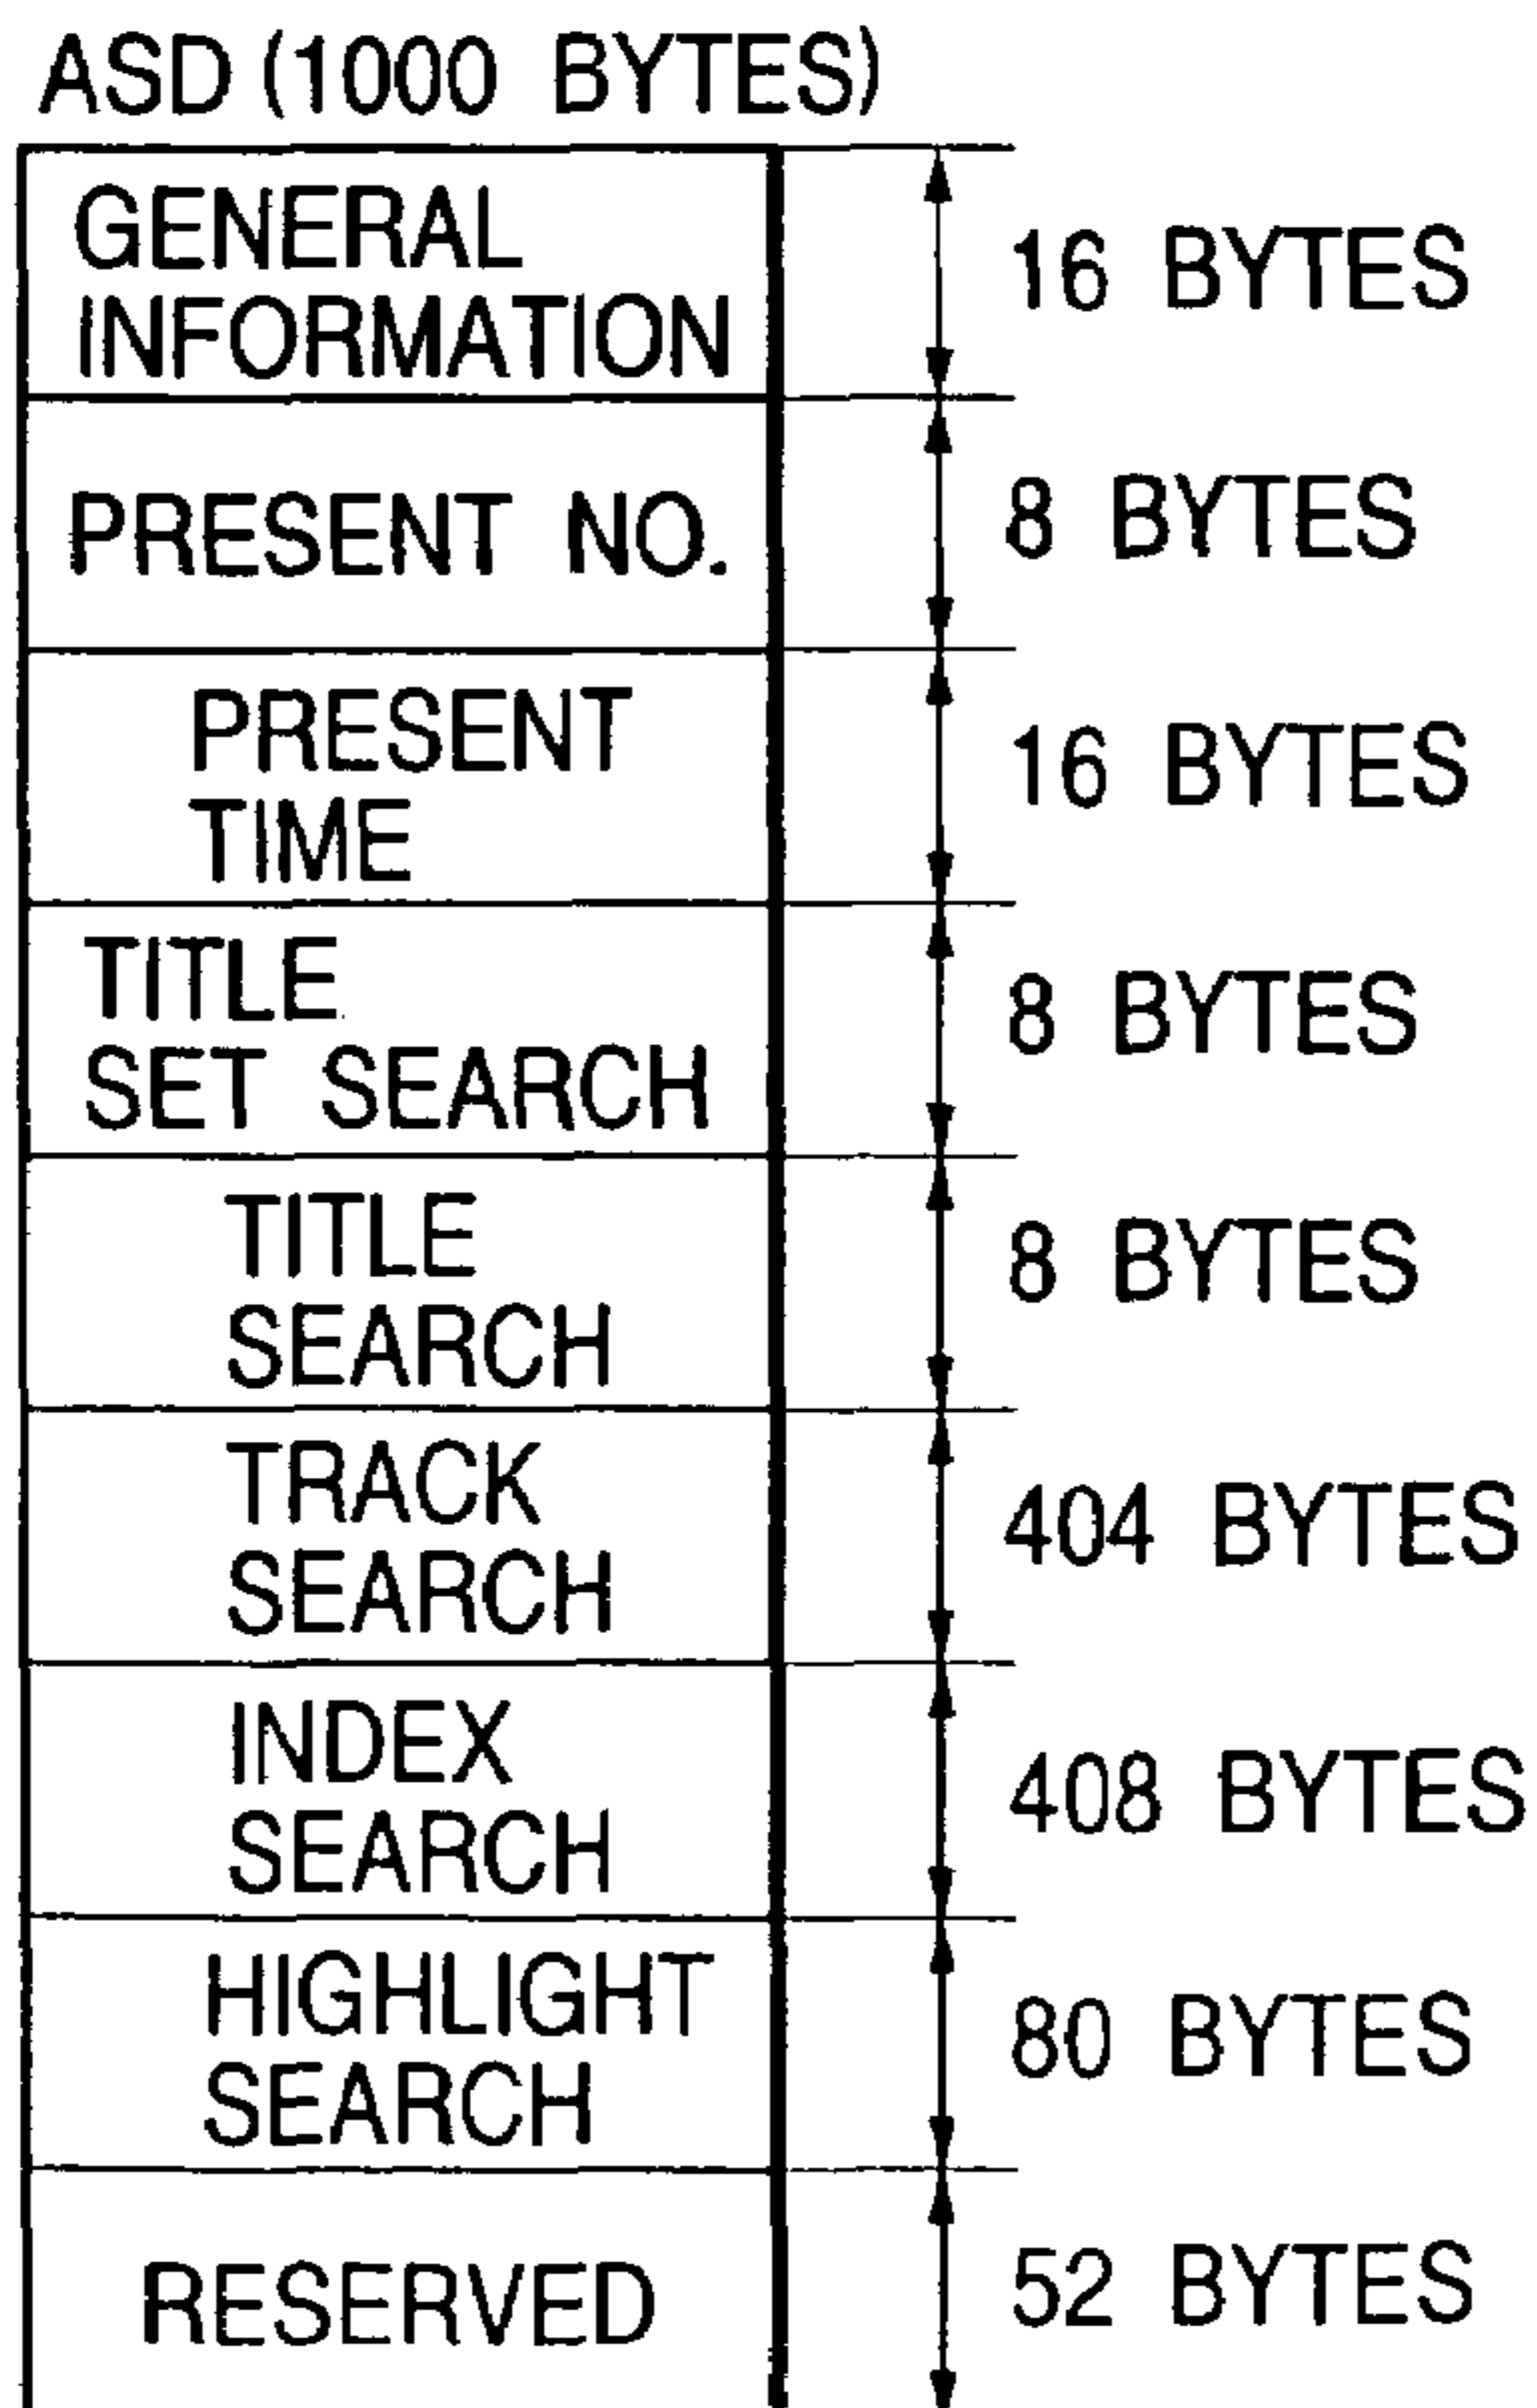 ASD (1000 BYTES)
GENERAL
INFORMATION
16 BYTES
PRESENT NO.
8 BYTES
PRESENT
TIME
16 BYTES
TITLE
SET SEARCH
8 BYTES
TITLE
SEARCH
8 BYTES
TRACK
SEARCH
404 BYTES
INDEX
SEARCH
408 BYTES
HIGHLIGHT
SEARCH
80 BYTES
RESERVED
52 BYTES